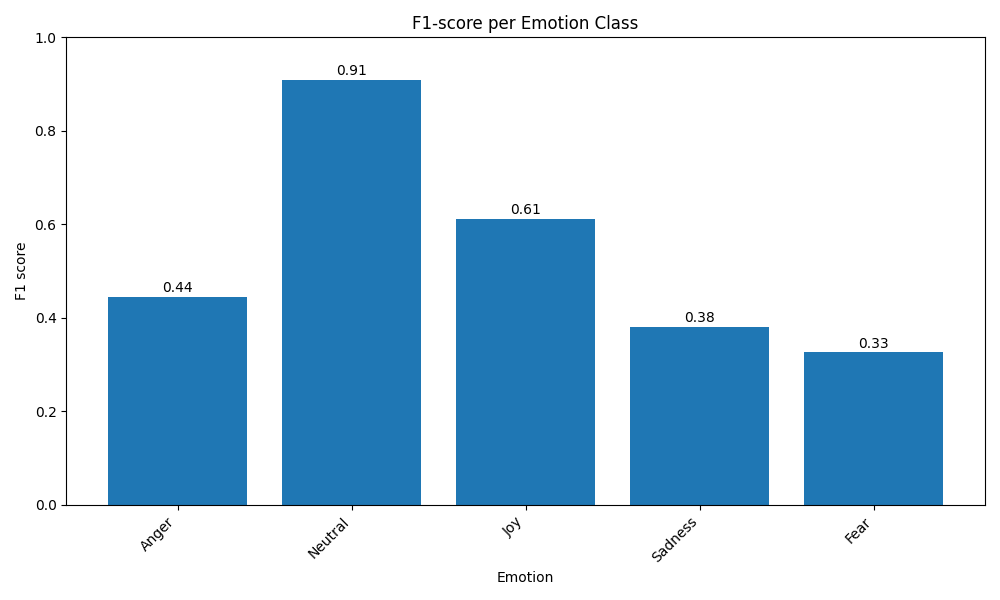 F1-score per Emotion Class
1.0
0.8
0.6
0.4
0.2
0.0
F1 score
0.44
0.91
0.61
0.38
0.33
Anger
Neutral
Joy
Sadness
Fear
Emotion